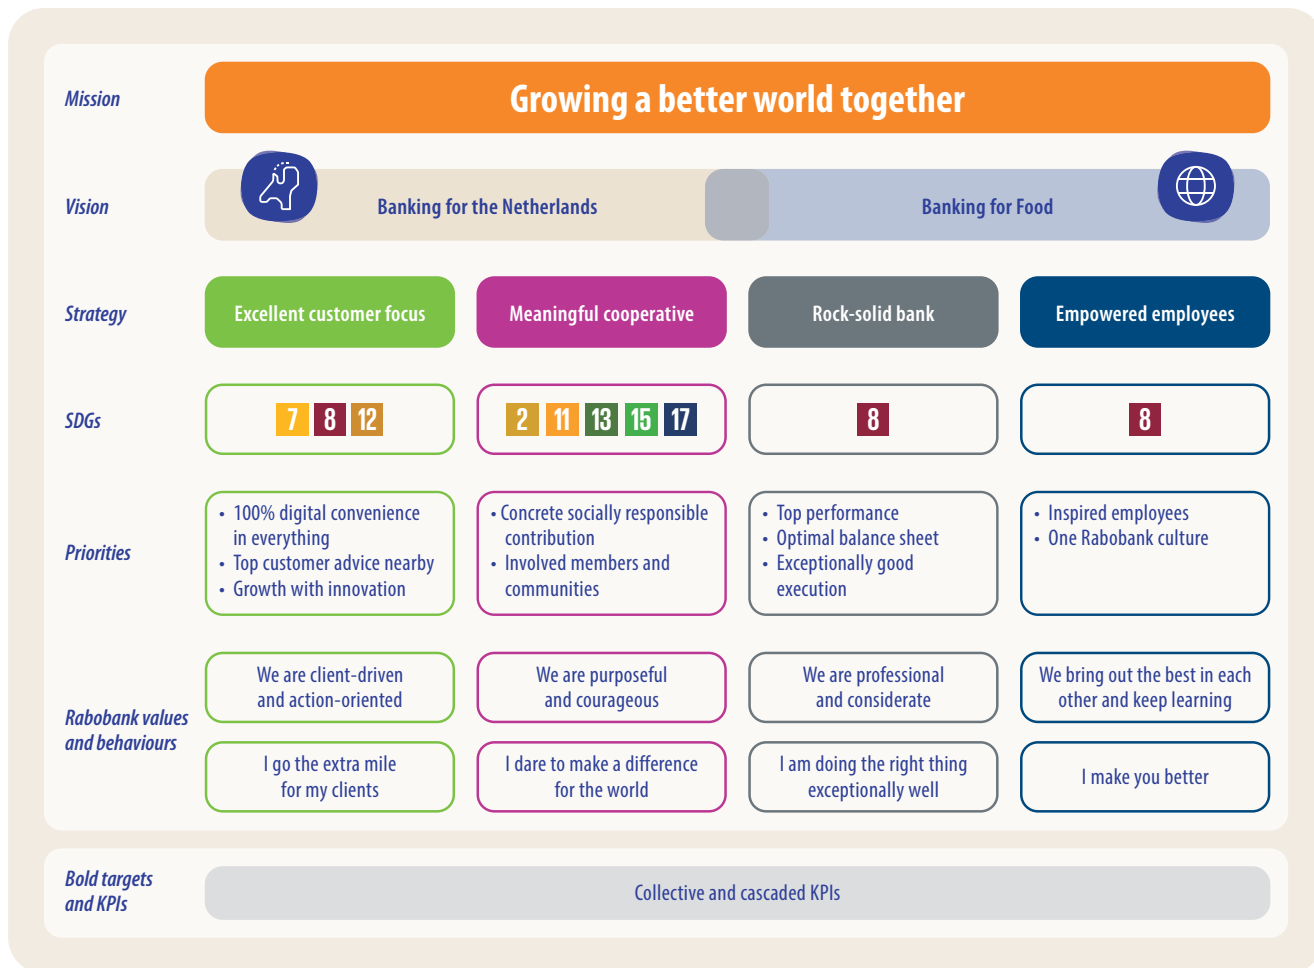 Mission
Growing a better world together
Vision
Banking for the Netherlands
Banking for Food
Strategy
Excellent customer focus
Meaningful cooperative
Rock-solid bank
Empowered employees
SDGs
7 8 12
2 11 13 15 17
8
8
Priorities
• 100% digital convenience
in everything
• Top customer advice nearby
• Growth with innovation
• Concrete socially responsible
contribution
• Involved members and
communities
• Top performance
• Optimal balance sheet
• Exceptionally good
execution
• Inspired employees
• One Rabobank culture
Rabobank values
and behaviours
We are client-driven
and action-oriented
We are purposeful
and courageous
We are professional
and considerate
We bring out the best in each
other and keep learning
I go the extra mile
for my clients
I dare to make a difference
for the world
I am doing the right thing
exceptionally well
I make you better
Bold targets
and KPIs
Collective and cascaded KPIs